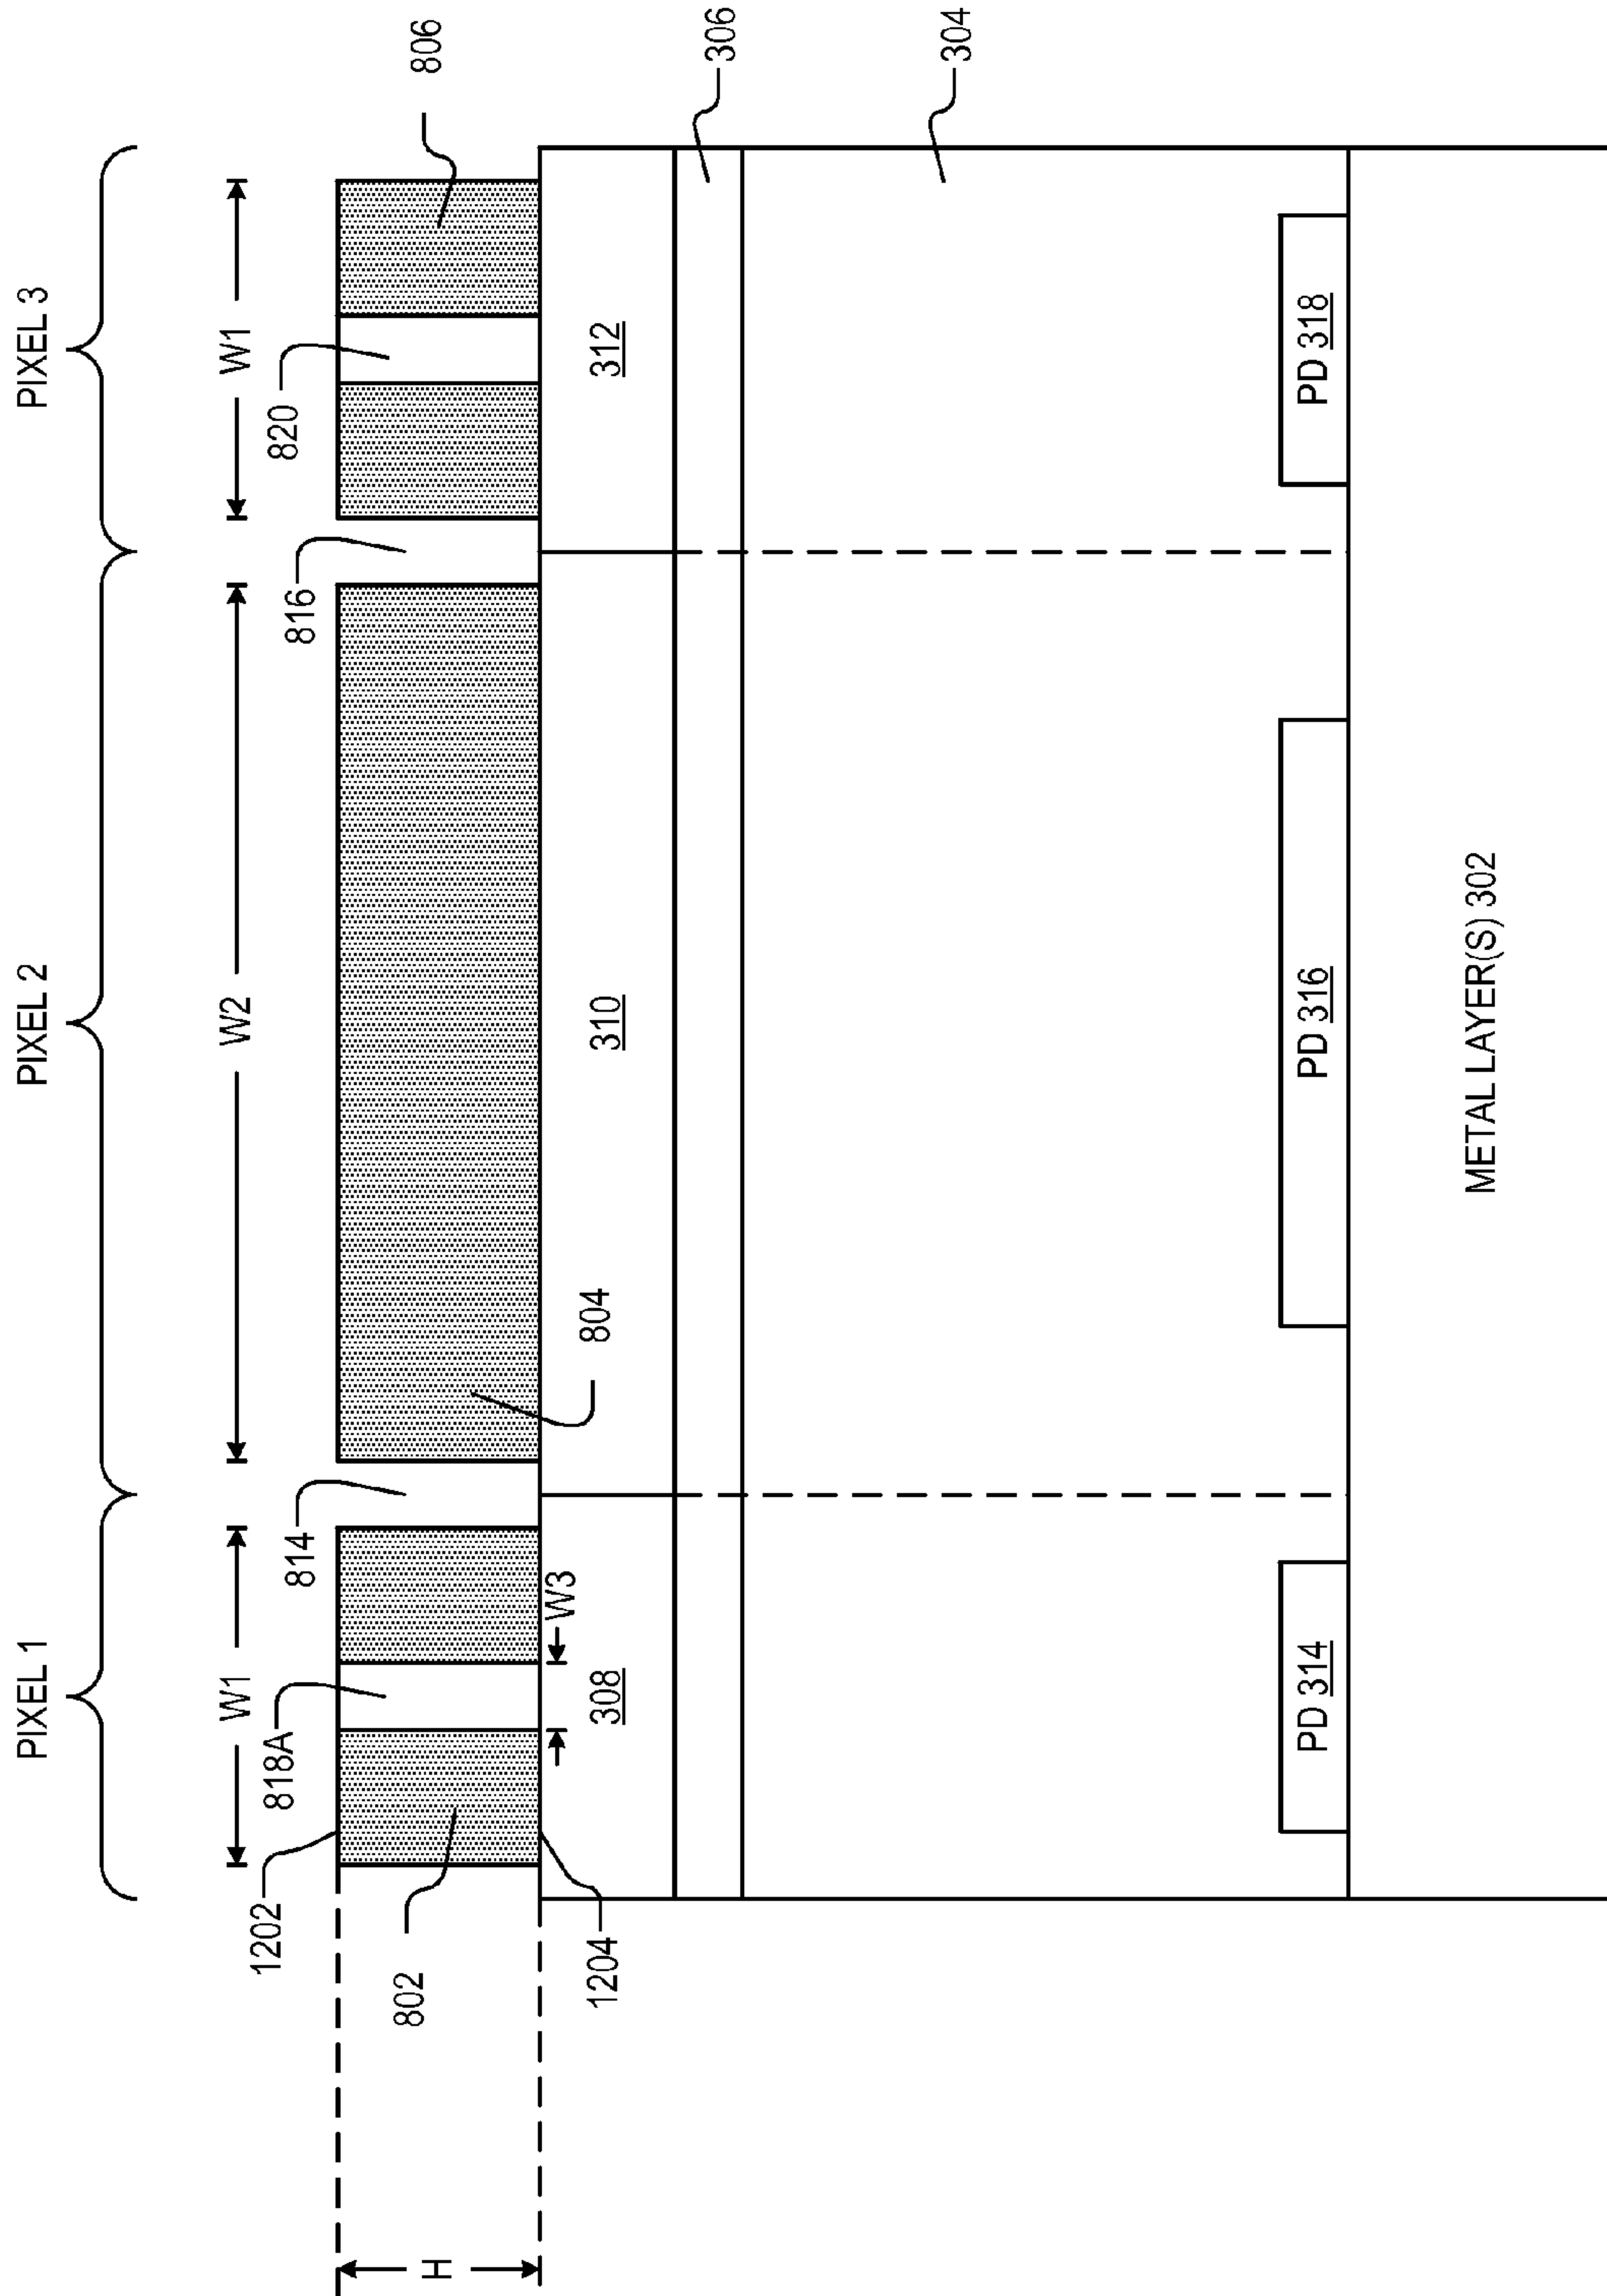 PIXEL 1
PIXEL 2
PIXEL 3
W1
W2
W1
818A
814
816
820
1202
806
H
802
W3
804
1204
308
310
312
306
304
PD 314
PD 316
PD 318
METAL LAYER(S) 302